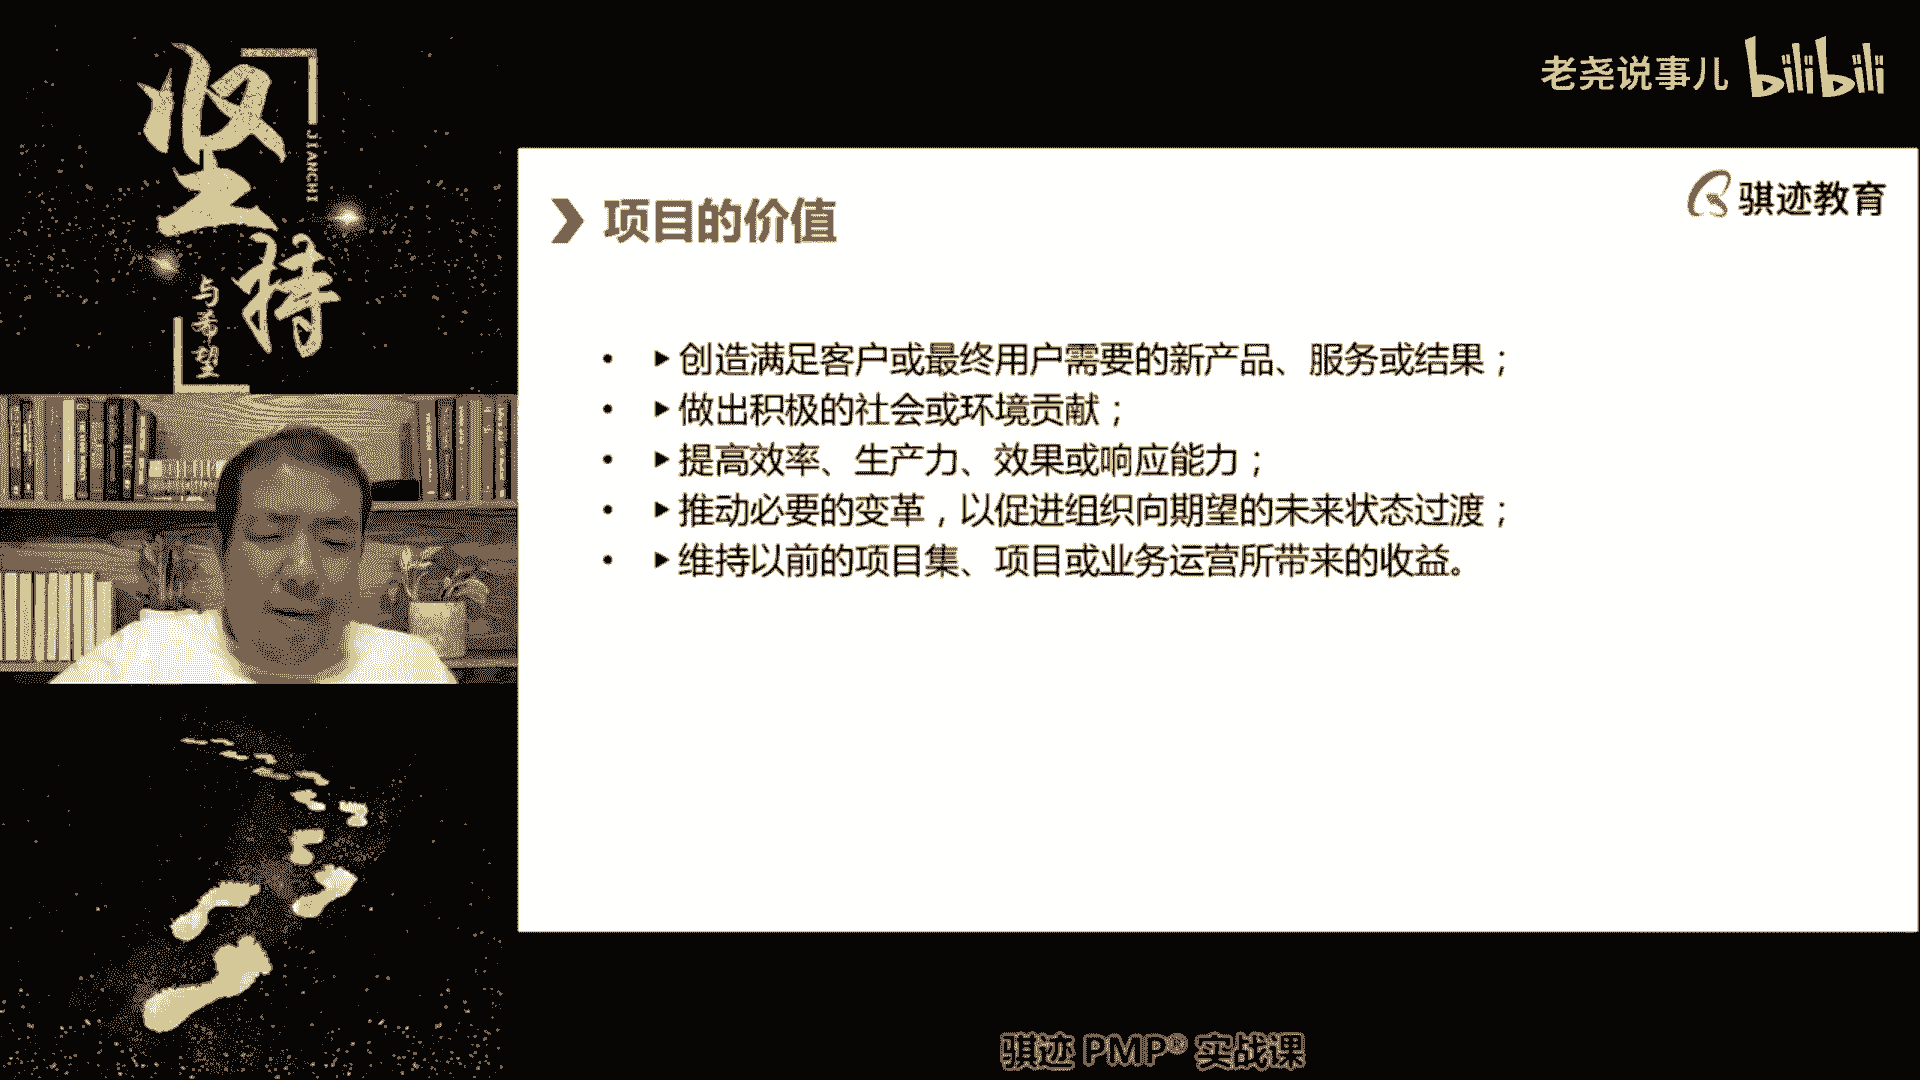 坚持
JIANCHI
与希望
老尧说事儿 bilibili
骐迹教育
项目的价值
• ▶创造满足客户或最终用户需要的新产品、服务或结果；
• ▶做出积极的社会或环境贡献；
• ▶提高效率、生产力、效果或响应能力；
• ▶推动必要的变革，以促进组织向期望的未来状态过渡；
• ▶维持以前的项目集、项目或业务运营所带来的收益。
骐迹 PMP® 实战课